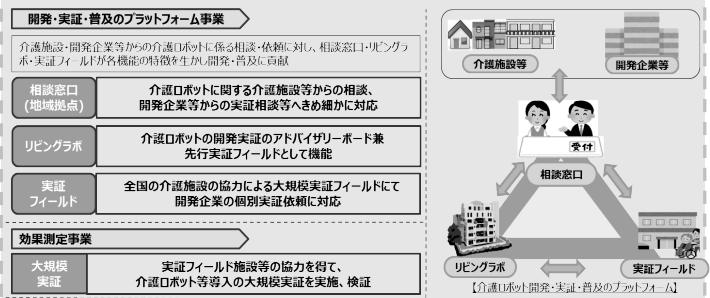 開発・実証・普及のプラットフォーム事業
介護施設・開発企業等からの介護ロボットに係る相談・依頼に対し、相談窓口・リビングラ
ボ・実証フィールドが各機能の特徴を生かし開発・普及に貢献
相談窓口
(地域拠点)
介護ロボットに関する介護施設等からの相談、
開発企業等からの実証相談等へきめ細かに対応
リビングラボ
介護ロボットの開発実証のアドバイザリーボード兼
先行実証フィールドとして機能
実証
フィールド
全国の介護施設の協力による大規模実証フィールドにて
開発企業の個別実証依頼に対応
効果測定事業
大規模
実証
実証フィールド施設等の協力を得て、
介護ロボット等導入の大規模実証を実施、検証
介護施設等
開発企業等
受付
相談窓口
リビングラボ
実証フィールド
【介護ロボット開発・実証・普及のプラットフォーム】